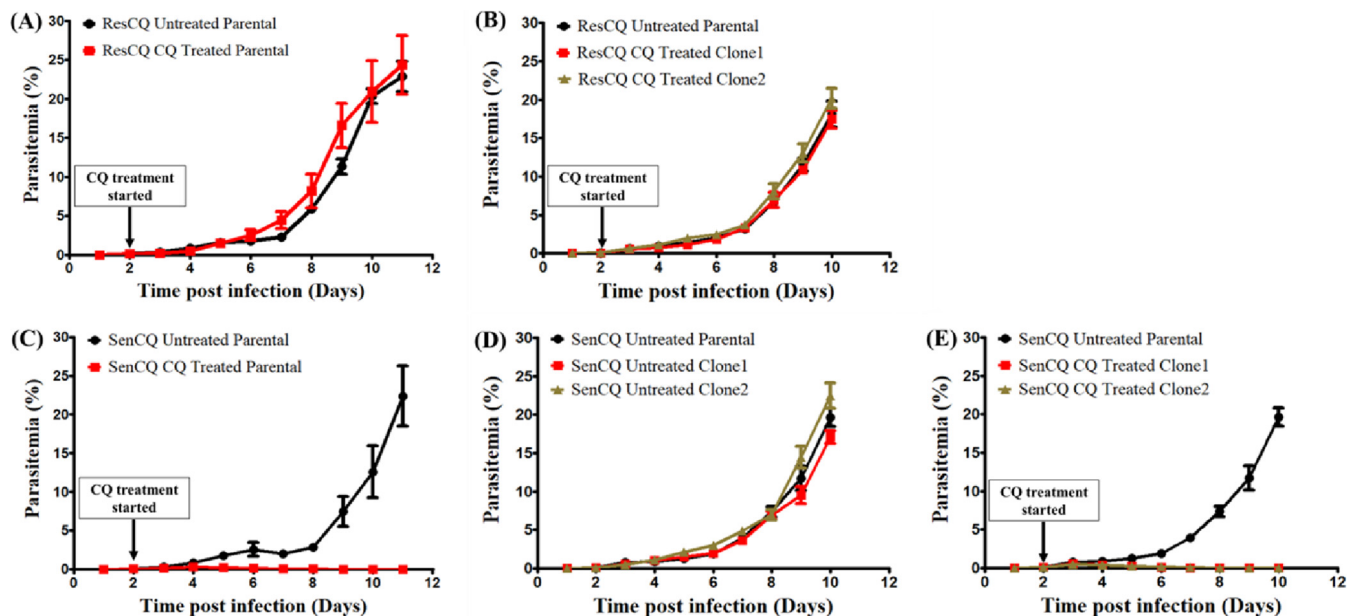 (A)
ResCQ Untreated Parental
ResCQ CQ Treated Parental
Parasitemia (%)
30
25
20
15
10
5
0
CQ treatment
started
0 2 4 6 8 10 12
Time post infection (Days)
(B)
ResCQ Untreated Parental
ResCQ CQ Treated Clone1
ResCQ CQ Treated Clone2
Parasitemia (%)
30
25
20
15
10
5
0
CQ treatment
started
0 2 4 6 8 10 12
Time post infection (Days)
(C)
SenCQ Untreated Parental
SenCQ CQ Treated Parental
Parasitemia (%)
30
25
20
15
10
5
0
CQ treatment
started
0 2 4 6 8 10 12
Time post infection (Days)
(D)
SenCQ Untreated Parental
SenCQ Untreated Clone1
SenCQ Untreated Clone2
Parasitemia (%)
30
25
20
15
10
5
0
0 2 4 6 8 10 12
Time post infection (Days)
(E)
SenCQ Untreated Parental
SenCQ CQ Treated Clone1
SenCQ CQ Treated Clone2
Parasitemia (%)
30
25
20
15
10
5
0
CQ treatment
started
0 2 4 6 8 10 12
Time post infection (Days)